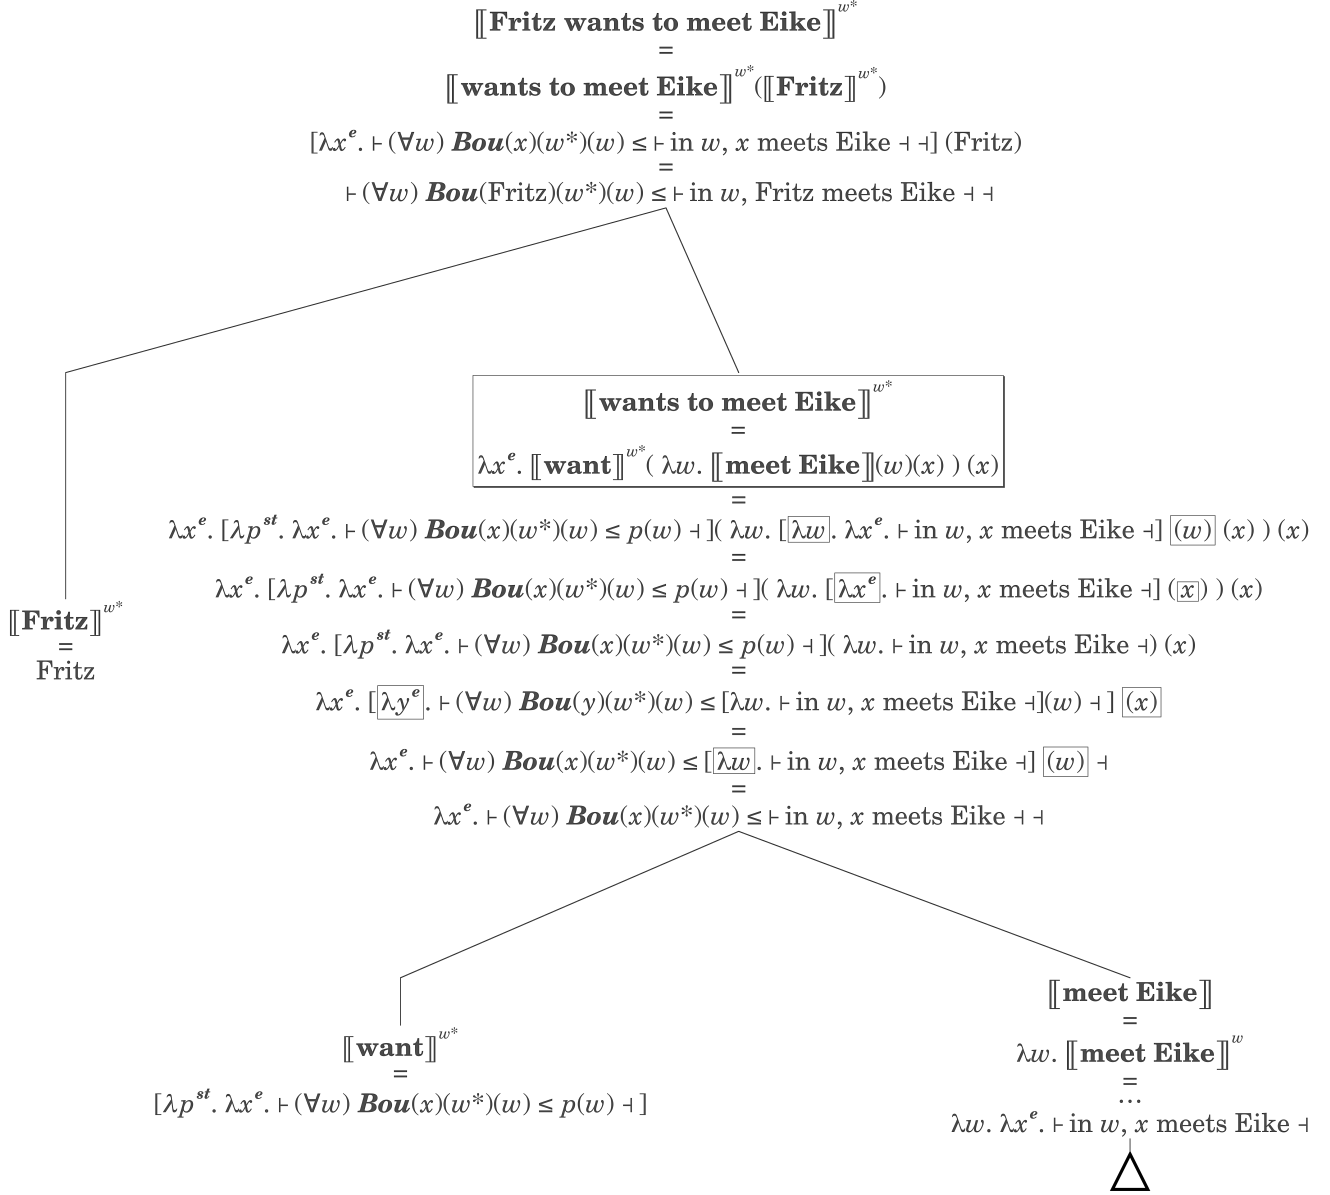 ⟦Fritz wants to meet Eike⟧^w*
=
⟦wants to meet Eike⟧^w* (⟦Fritz⟧^w*)
=
[λx^e. ⊢ (∀w) Bou(x)(w*)(w) ≤ ⊢ in w, x meets Eike ⊣ ⊣] (Fritz)
=
⊢ (∀w) Bou(Fritz)(w*)(w) ≤ ⊢ in w, Fritz meets Eike ⊣ ⊣
⟦wants to meet Eike⟧^w*
=
λx^e. ⟦want⟧^w* ( λw. ⟦meet Eike⟧(w)(x) ) (x)
=
λx^e. [λp^st. λx^e. ⊢ (∀w) Bou(x)(w*)(w) ≤ p(w) ⊣ ]( λw. [λw. λx^e. ⊢ in w, x meets Eike ⊣] (w) (x) ) (x)
=
λx^e. [λp^st. λx^e. ⊢ (∀w) Bou(x)(w*)(w) ≤ p(w) ⊣ ]( λw. [λx^e. ⊢ in w, x meets Eike ⊣] (x) ) (x)
=
λx^e. [λp^st. λx^e. ⊢ (∀w) Bou(x)(w*)(w) ≤ p(w) ⊣ ]( λw. ⊢ in w, x meets Eike ⊣) (x)
=
λx^e. [λy^e. ⊢ (∀w) Bou(y)(w*)(w) ≤ [λw. ⊢ in w, x meets Eike ⊣](w) ⊣ ] (x)
=
λx^e. ⊢ (∀w) Bou(x)(w*)(w) ≤ [λw. ⊢ in w, x meets Eike ⊣] (w) ⊣
=
λx^e. ⊢ (∀w) Bou(x)(w*)(w) ≤ ⊢ in w, x meets Eike ⊣ ⊣
⟦Fritz⟧^w*
=
Fritz
⟦want⟧^w*
=
[λp^st. λx^e. ⊢ (∀w) Bou(x)(w*)(w) ≤ p(w) ⊣ ]
⟦meet Eike⟧
=
λw. ⟦meet Eike⟧^w
=
...
λw. λx^e. ⊢ in w, x meets Eike ⊣